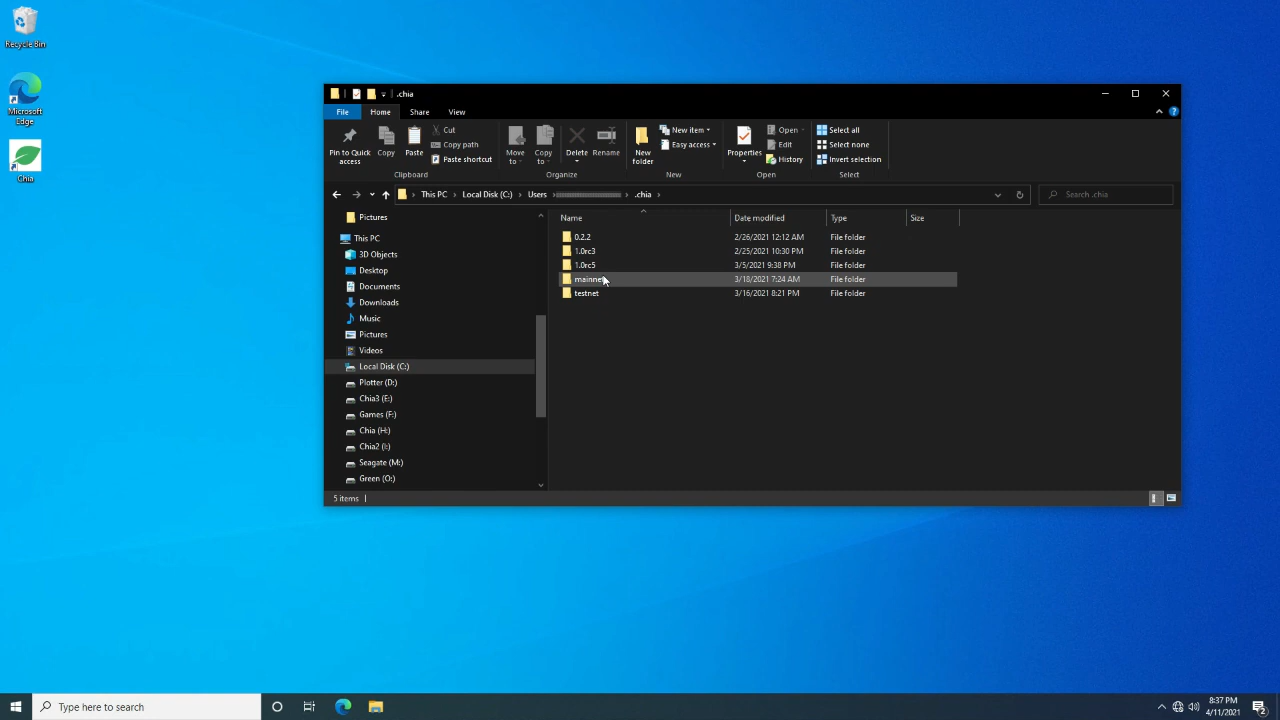 Recycle Bin
Microsoft
Edge
Chia
.chia
File Home Share View
Pin to Quick
access
Copy
Paste
Cut
Copy path
Paste shortcut
Clipboard
Move
to
Copy
to
Delete
Rename
Organize
New
folder
New item
Easy access
New
Properties
Open
Edit
History
Open
Select all
Select none
Invert selection
Select
This PC > Local Disk (C:) > Users > .chia >
Search .chia
Pictures
This PC
3D Objects
Desktop
Documents
Downloads
Music
Pictures
Videos
Local Disk (C:)
Plotter (D:)
Chia3 (E:)
Games (F:)
Chia (H:)
Chia2 (I:)
Seagate (M:)
Green (O:)
Name Date modified Type Size
0.2.2 2/26/2021 12:12 AM File folder
1.0rc3 2/25/2021 10:30 PM File folder
1.0rc5 3/5/2021 9:38 PM File folder
mainnet 3/18/2021 7:24 AM File folder
testnet 3/16/2021 8:21 PM File folder
5 items
Type here to search
8:37 PM
4/11/2021
2